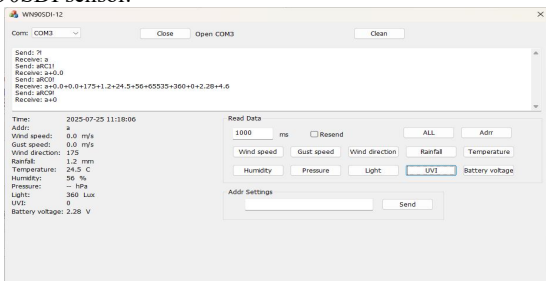 90SDI sensor.
WN90SDI-12
Com: COM3 Close Open COM3 Clean
Send: ?!
Receive: a
Send: aRC1!
Receive: a+0.0
Send: aRC0!
Receive: a+0.0+0.0+175+1.2+24.5+56+65535+360+0+2.28+4.6
Send: aRC9!
Receive: a+0
Time: 2025-07-25 11:18:06
Addr: a
Wind speed: 0.0 m/s
Gust speed: 0.0 m/s
Wind direction: 175
Rainfall: 1.2 mm
Temperature: 24.5 C
Humidity: 56 %
Pressure: -- hPa
Light: 360 Lux
UVI: 0
Battery voltage: 2.28 V
Read Data
1000 ms Resend ALL Adrr
Wind speed Gust speed Wind direction Rainfall Temperature
Humidity Pressure Light UVI Battery voltage
Addr Settings
Send